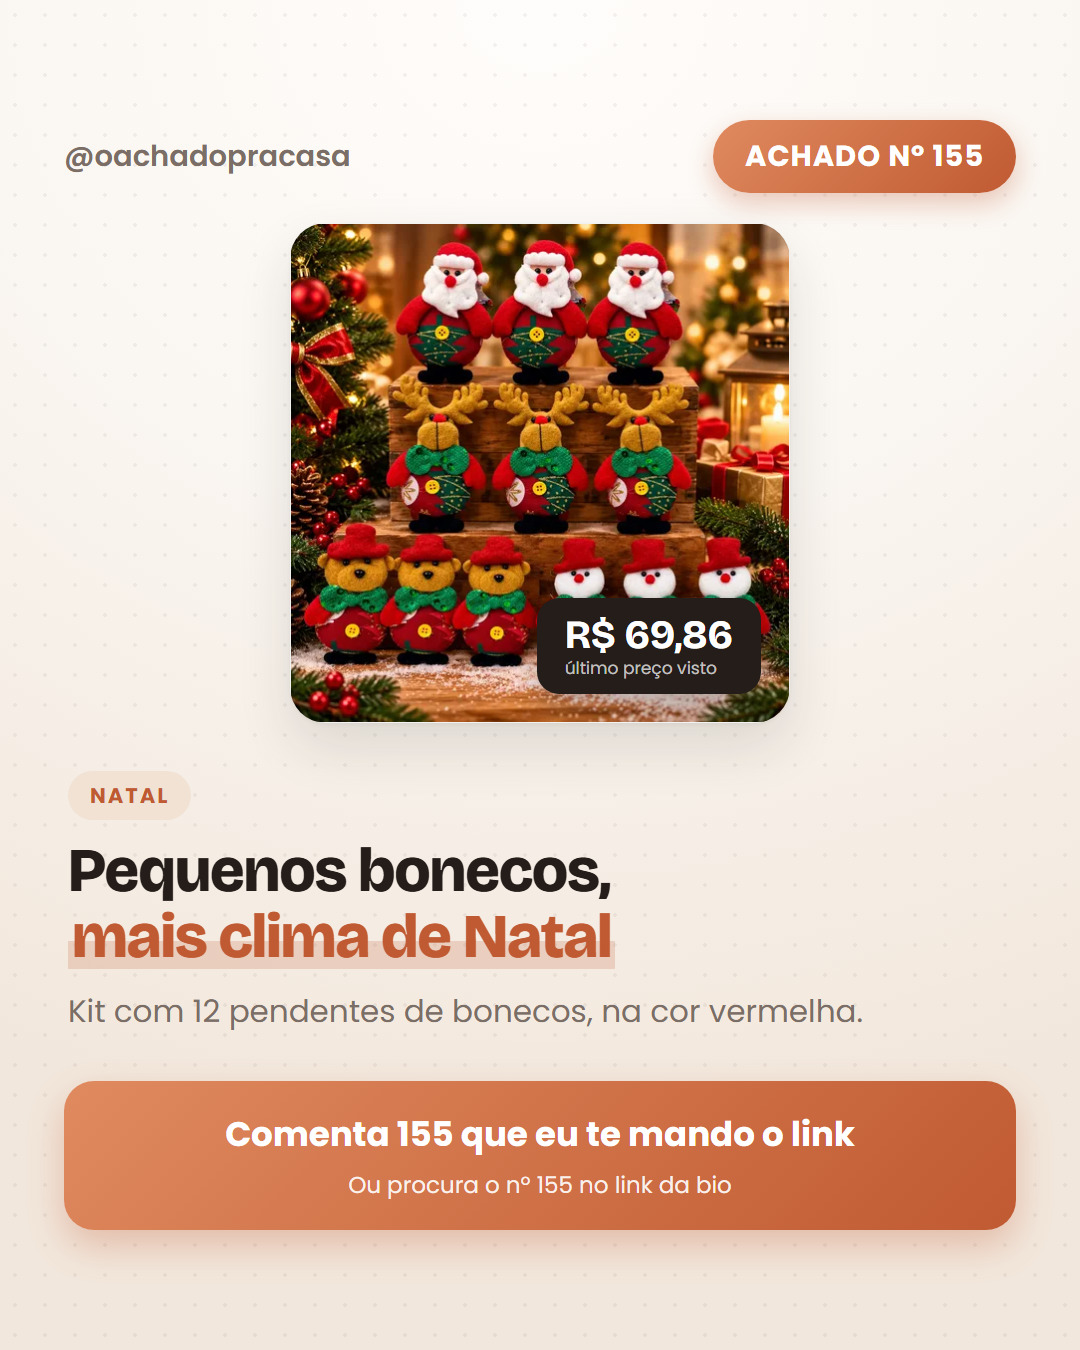 @oachadopracasa
ACHADO Nº 155
R$ 69,86
último preço visto
NATAL
Pequenos bonecos,
mais clima de Natal
Kit com 12 pendentes de bonecos, na cor vermelha.
Comenta 155 que eu te mando o link
Ou procura o nº 155 no link da bio